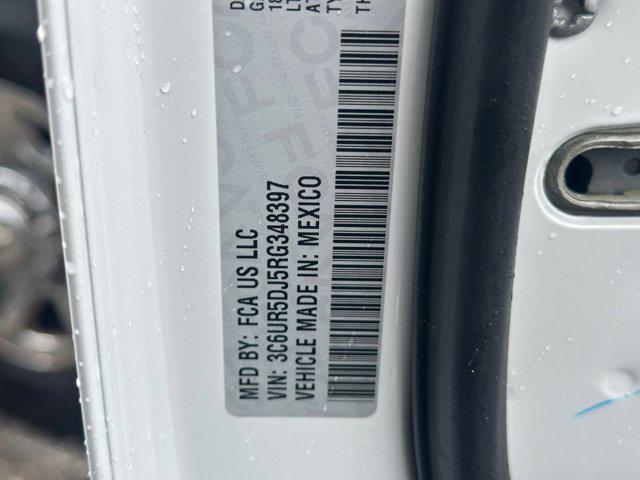 MFD BY: FCA US LLC
VIN: 3C6UR5DJ5RG348397
VEHICLE MADE IN: MEXICO